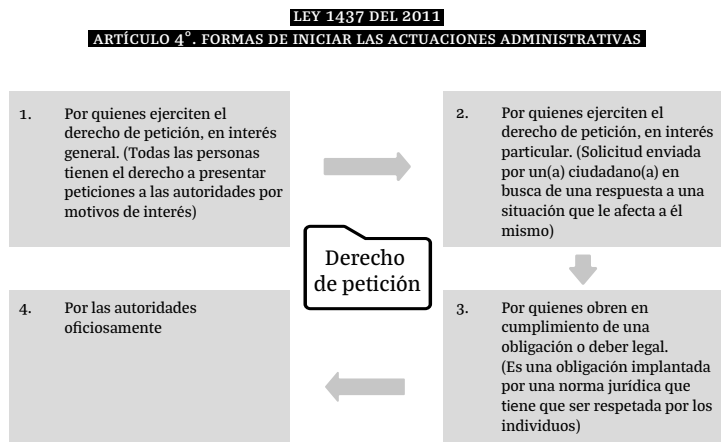 LEY 1437 DEL 2011
ARTÍCULO 4°. FORMAS DE INICIAR LAS ACTUACIONES ADMINISTRATIVAS
1. Por quienes ejerciten el
derecho de petición, en interés
general. (Todas las personas
tienen el derecho a presentar
peticiones a las autoridades por
motivos de interés)
2. Por quienes ejerciten el
derecho de petición, en interés
particular. (Solicitud enviada
por un(a) ciudadano(a) en
busca de una respuesta a una
situación que le afecta a él
mismo)
Derecho
de petición
3. Por quienes obren en
cumplimiento de una
obligación o deber legal.
(Es una obligación implantada
por una norma jurídica que
tiene que ser respetada por los
individuos)
4. Por las autoridades
oficiosamente